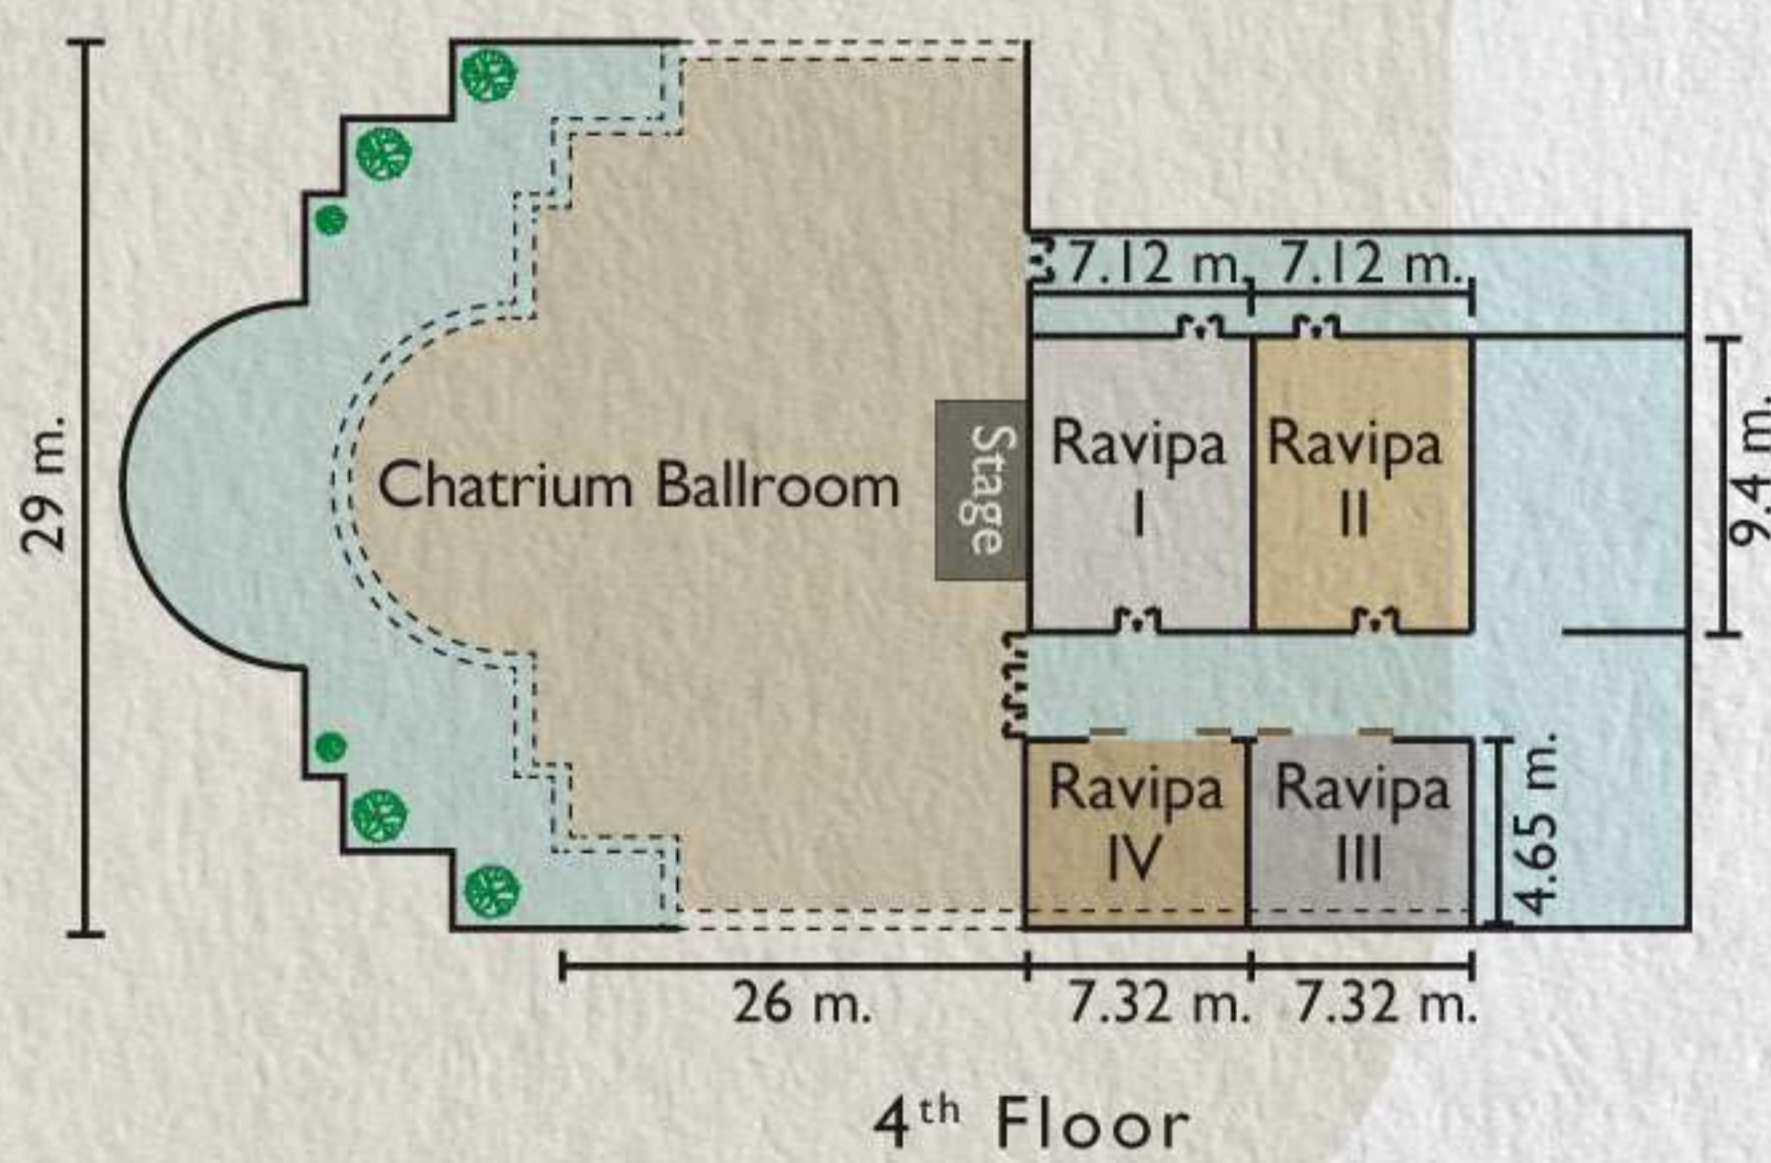 7.12 m.
7.12 m.
29 m.
Chatrium Ballroom
Stage
Ravipa
I
Ravipa
II
9.4 m.
Ravipa
IV
Ravipa
III
4.65 m.
26 m.
7.32 m.
7.32 m.
4th Floor